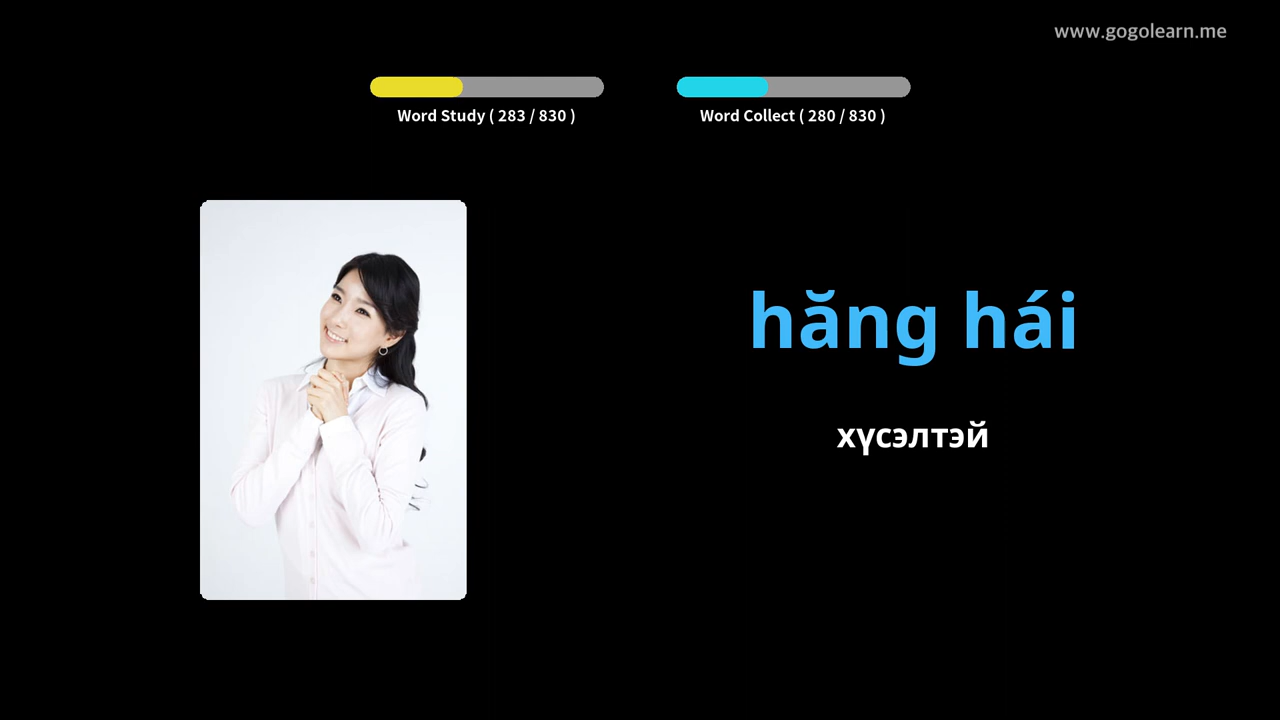 www.gogolearn.me
Word Study ( 283 / 830 )
Word Collect ( 280 / 830 )
hăng hái
хүсэлтэй